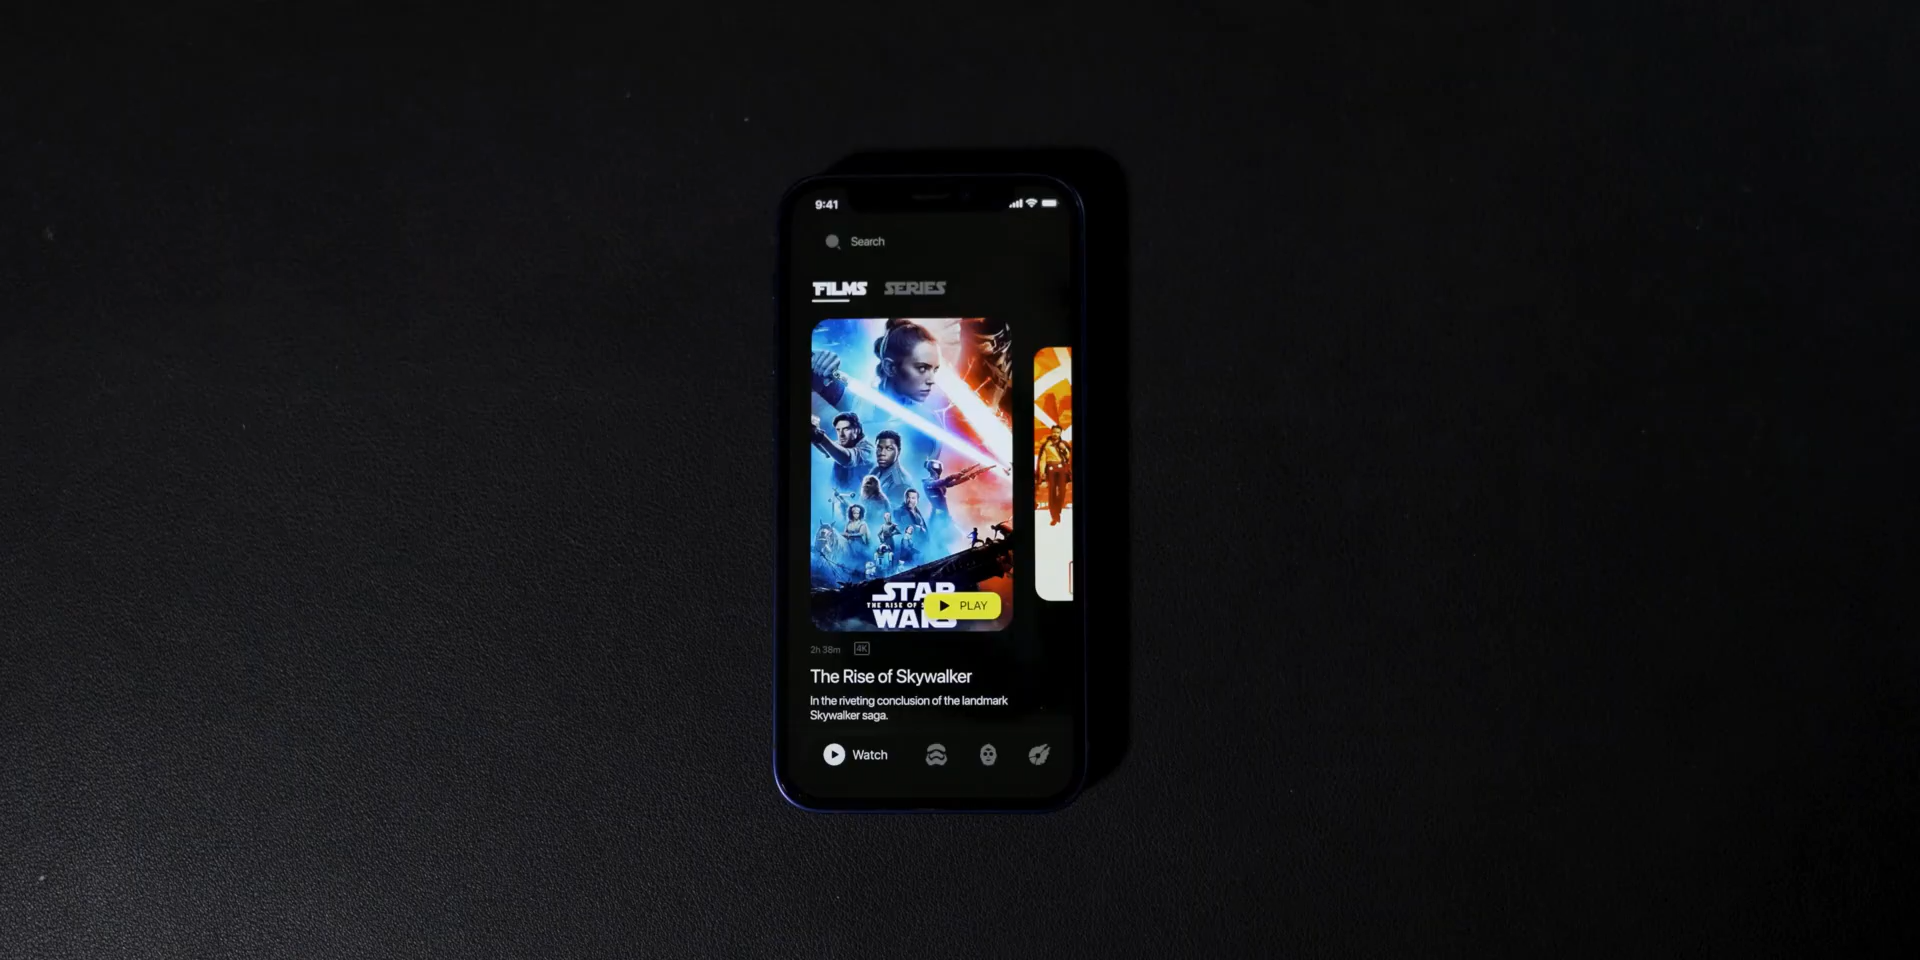 9:41
Search
FILMS SERIES
STAR
THE RISE OF S
WARS
PLAY
2h 38m 4K
The Rise of Skywalker
In the riveting conclusion of the landmark
Skywalker saga.
Watch